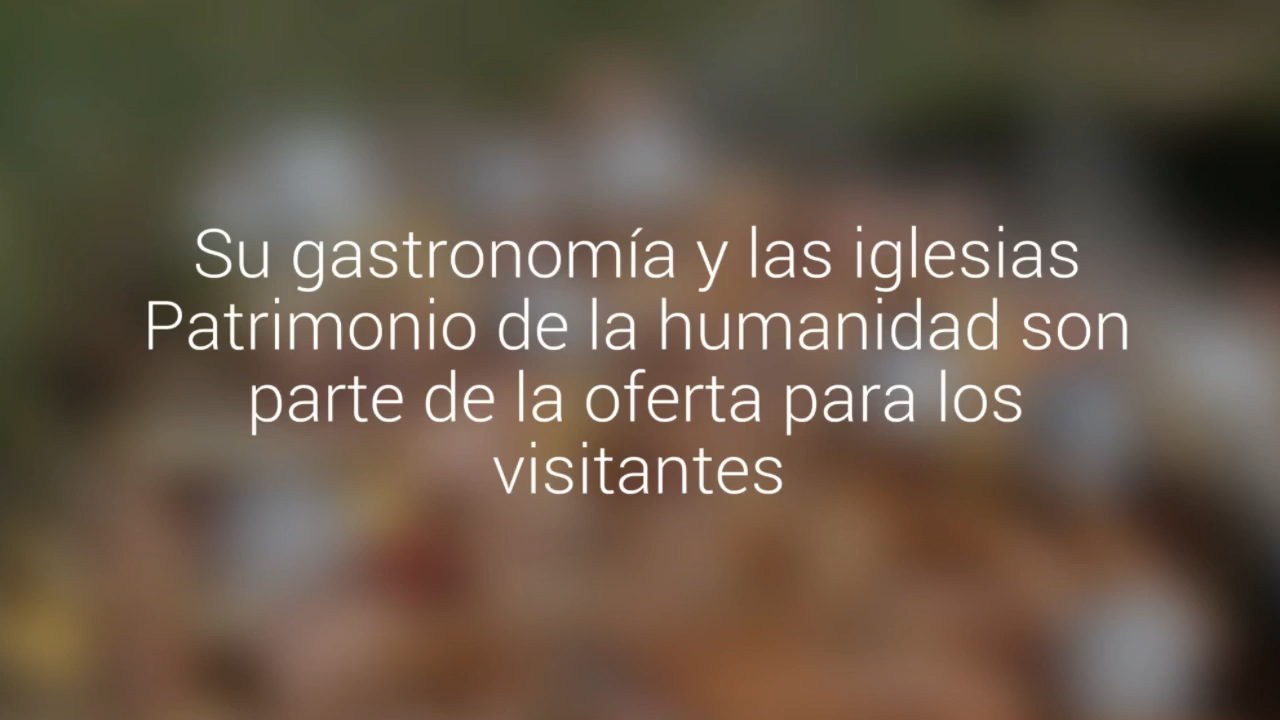 Su gastronomía y las iglesias
Patrimonio de la humanidad son
parte de la oferta para los
visitantes